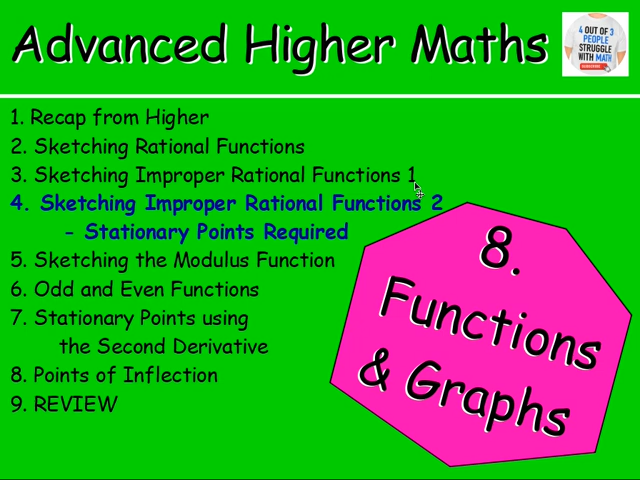 Advanced Higher Maths
4 OUT OF 3
PEOPLE
STRUGGLE
WITH MATH
1. Recap from Higher
2. Sketching Rational Functions
3. Sketching Improper Rational Functions 1
4. Sketching Improper Rational Functions 2
- Stationary Points Required
5. Sketching the Modulus Function
6. Odd and Even Functions
7. Stationary Points using
the Second Derivative
8. Points of Inflection
9. REVIEW
8.
Functions
& Graphs